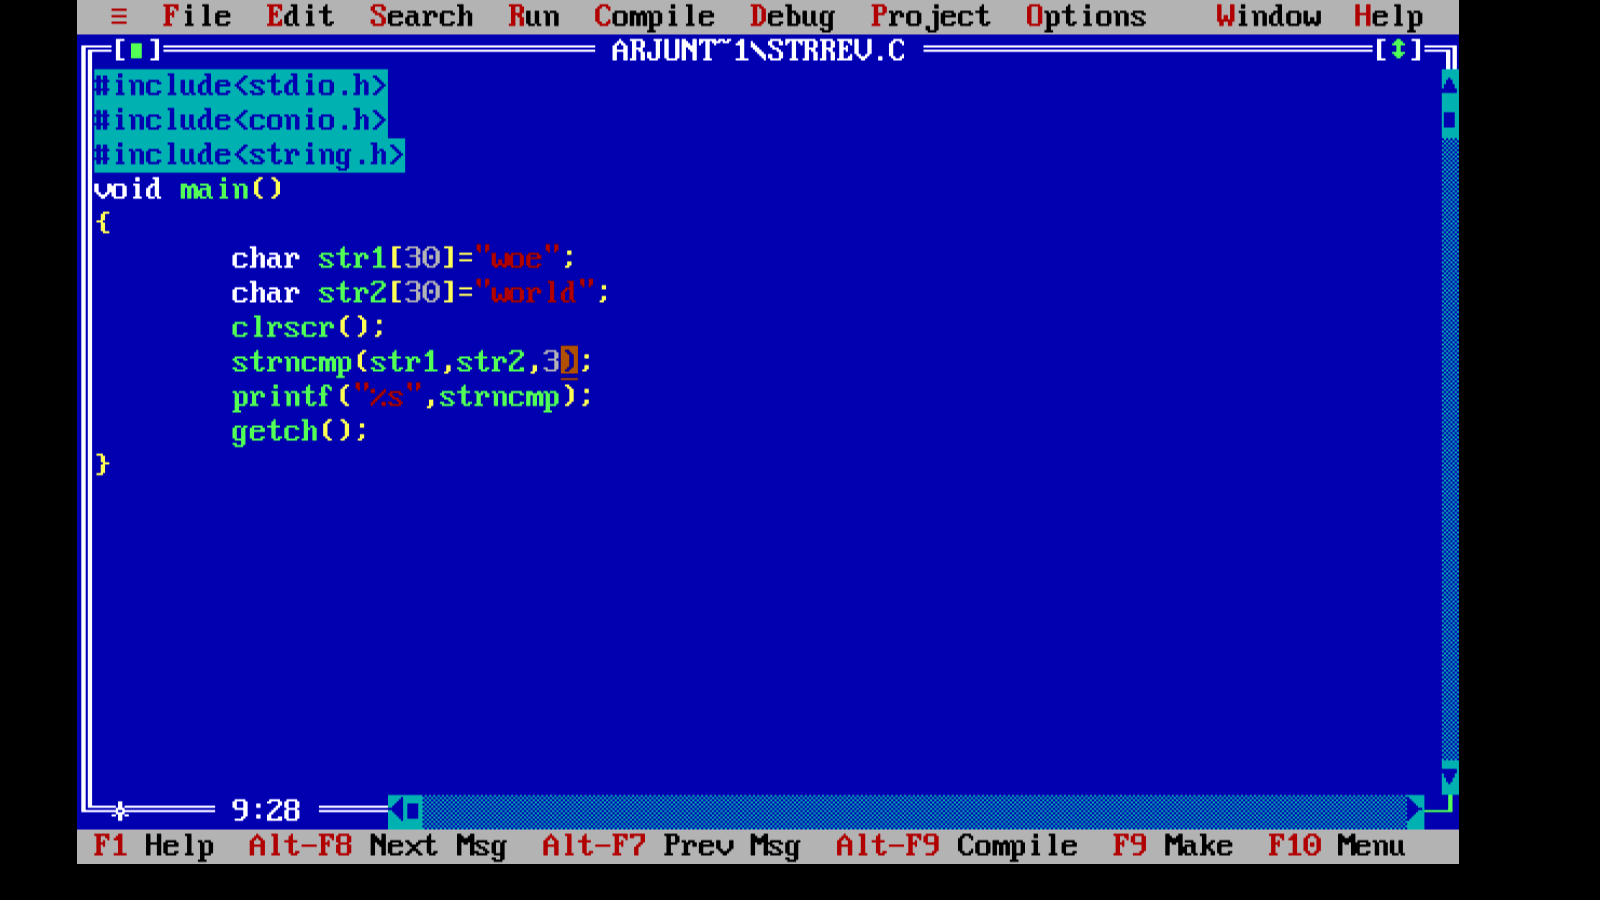 ≡ File Edit Search Run Compile Debug Project Options Window Help
[■] ARJUNT~1\STRREV.C [↕]
#include<stdio.h>
#include<conio.h>
#include<string.h>
void main()
{
char str1[30]="woe";
char str2[30]="world";
clrscr();
strncmp(str1,str2,3);
printf("%s",strncmp);
getch();
}
9:28
F1 Help Alt-F8 Next Msg Alt-F7 Prev Msg Alt-F9 Compile F9 Make F10 Menu